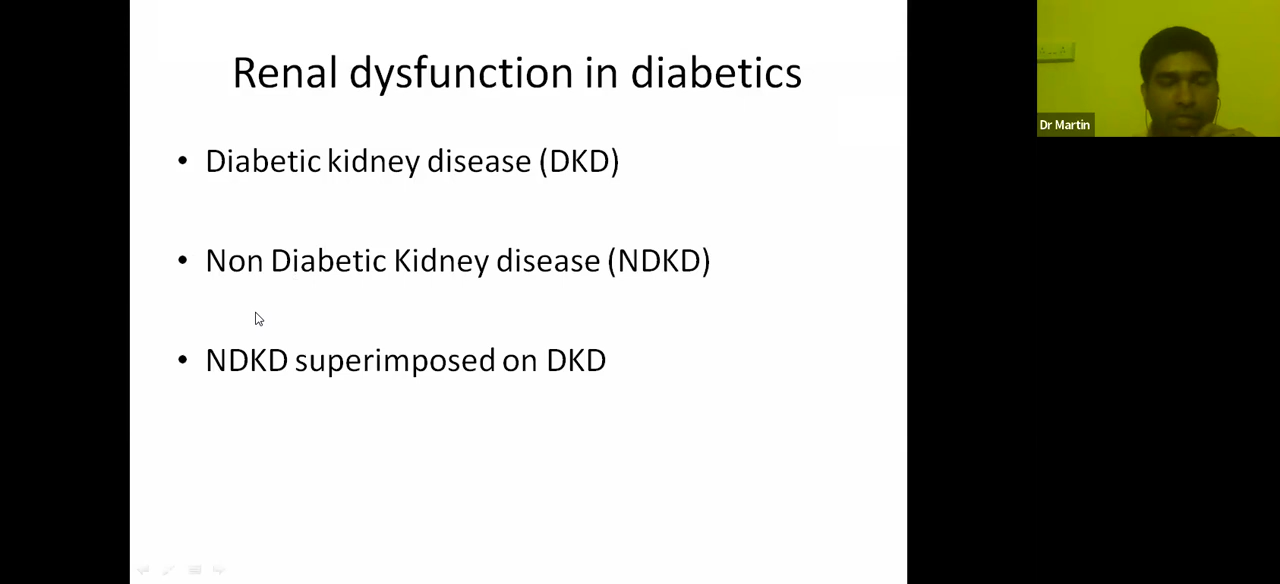 Renal dysfunction in diabetics
• Diabetic kidney disease (DKD)
• Non Diabetic Kidney disease (NDKD)
• NDKD superimposed on DKD
Dr Martin